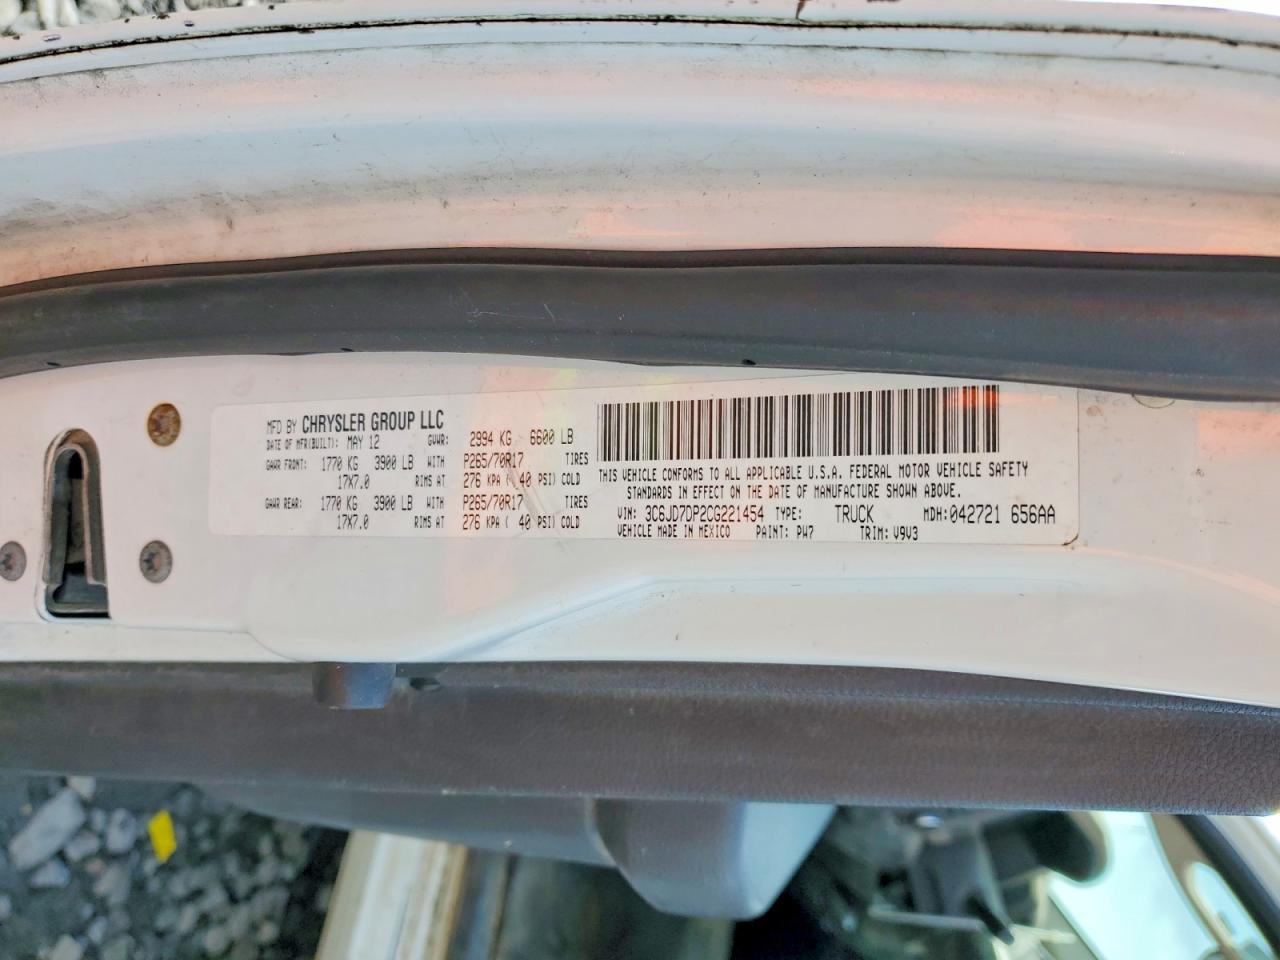 MFD BY CHRYSLER GROUP LLC
DATE OF MFR(BUILT): MAY 12 GVWR: 2994 KG 6600 LB
GAWR FRONT: 1770 KG 3900 LB WITH P265/70R17 TIRES
17X7.0 RIMS AT 276 KPA ( 40 PSI) COLD
GAWR REAR: 1770 KG 3900 LB WITH P265/70R17 TIRES
17X7.0 RIMS AT 276 KPA ( 40 PSI) COLD
THIS VEHICLE CONFORMS TO ALL APPLICABLE U.S.A. FEDERAL MOTOR VEHICLE SAFETY
STANDARDS IN EFFECT ON THE DATE OF MANUFACTURE SHOWN ABOVE.
VIN: 3C6JD7DP2CG221454 TYPE: TRUCK MDH: 042721 656AA
VEHICLE MADE IN MEXICO PAINT: PW7 TRIM: V9V3